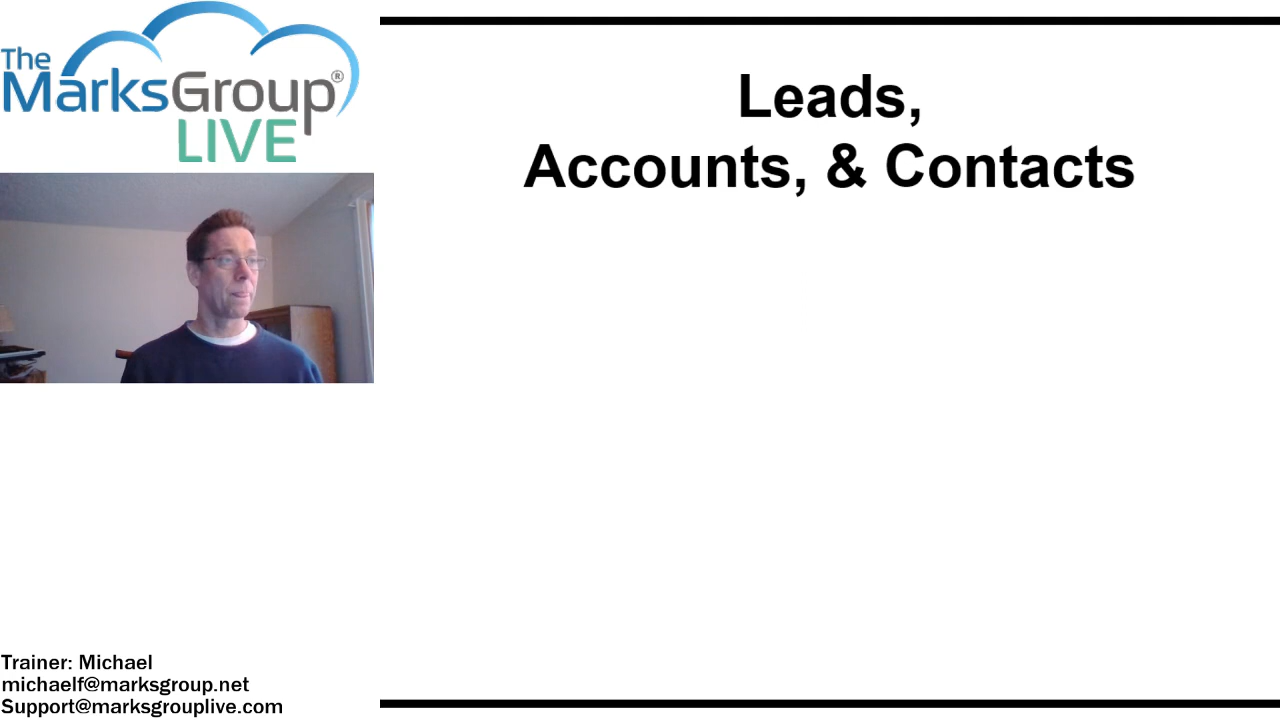 The
MarksGroup®
LIVE
Leads,
Accounts, & Contacts
Trainer: Michael
michaelf@marksgroup.net
Support@marksgrouplive.com